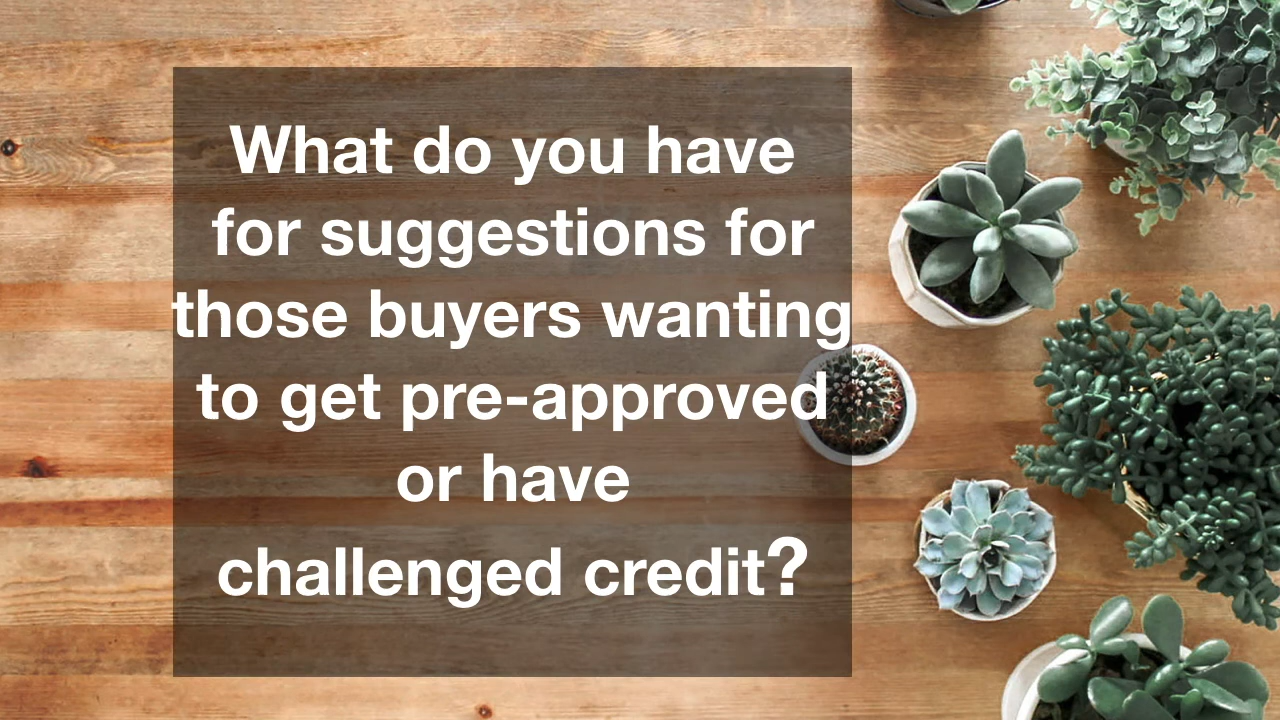 What do you have
for suggestions for
those buyers wanting
to get pre-approved
or have
challenged credit?